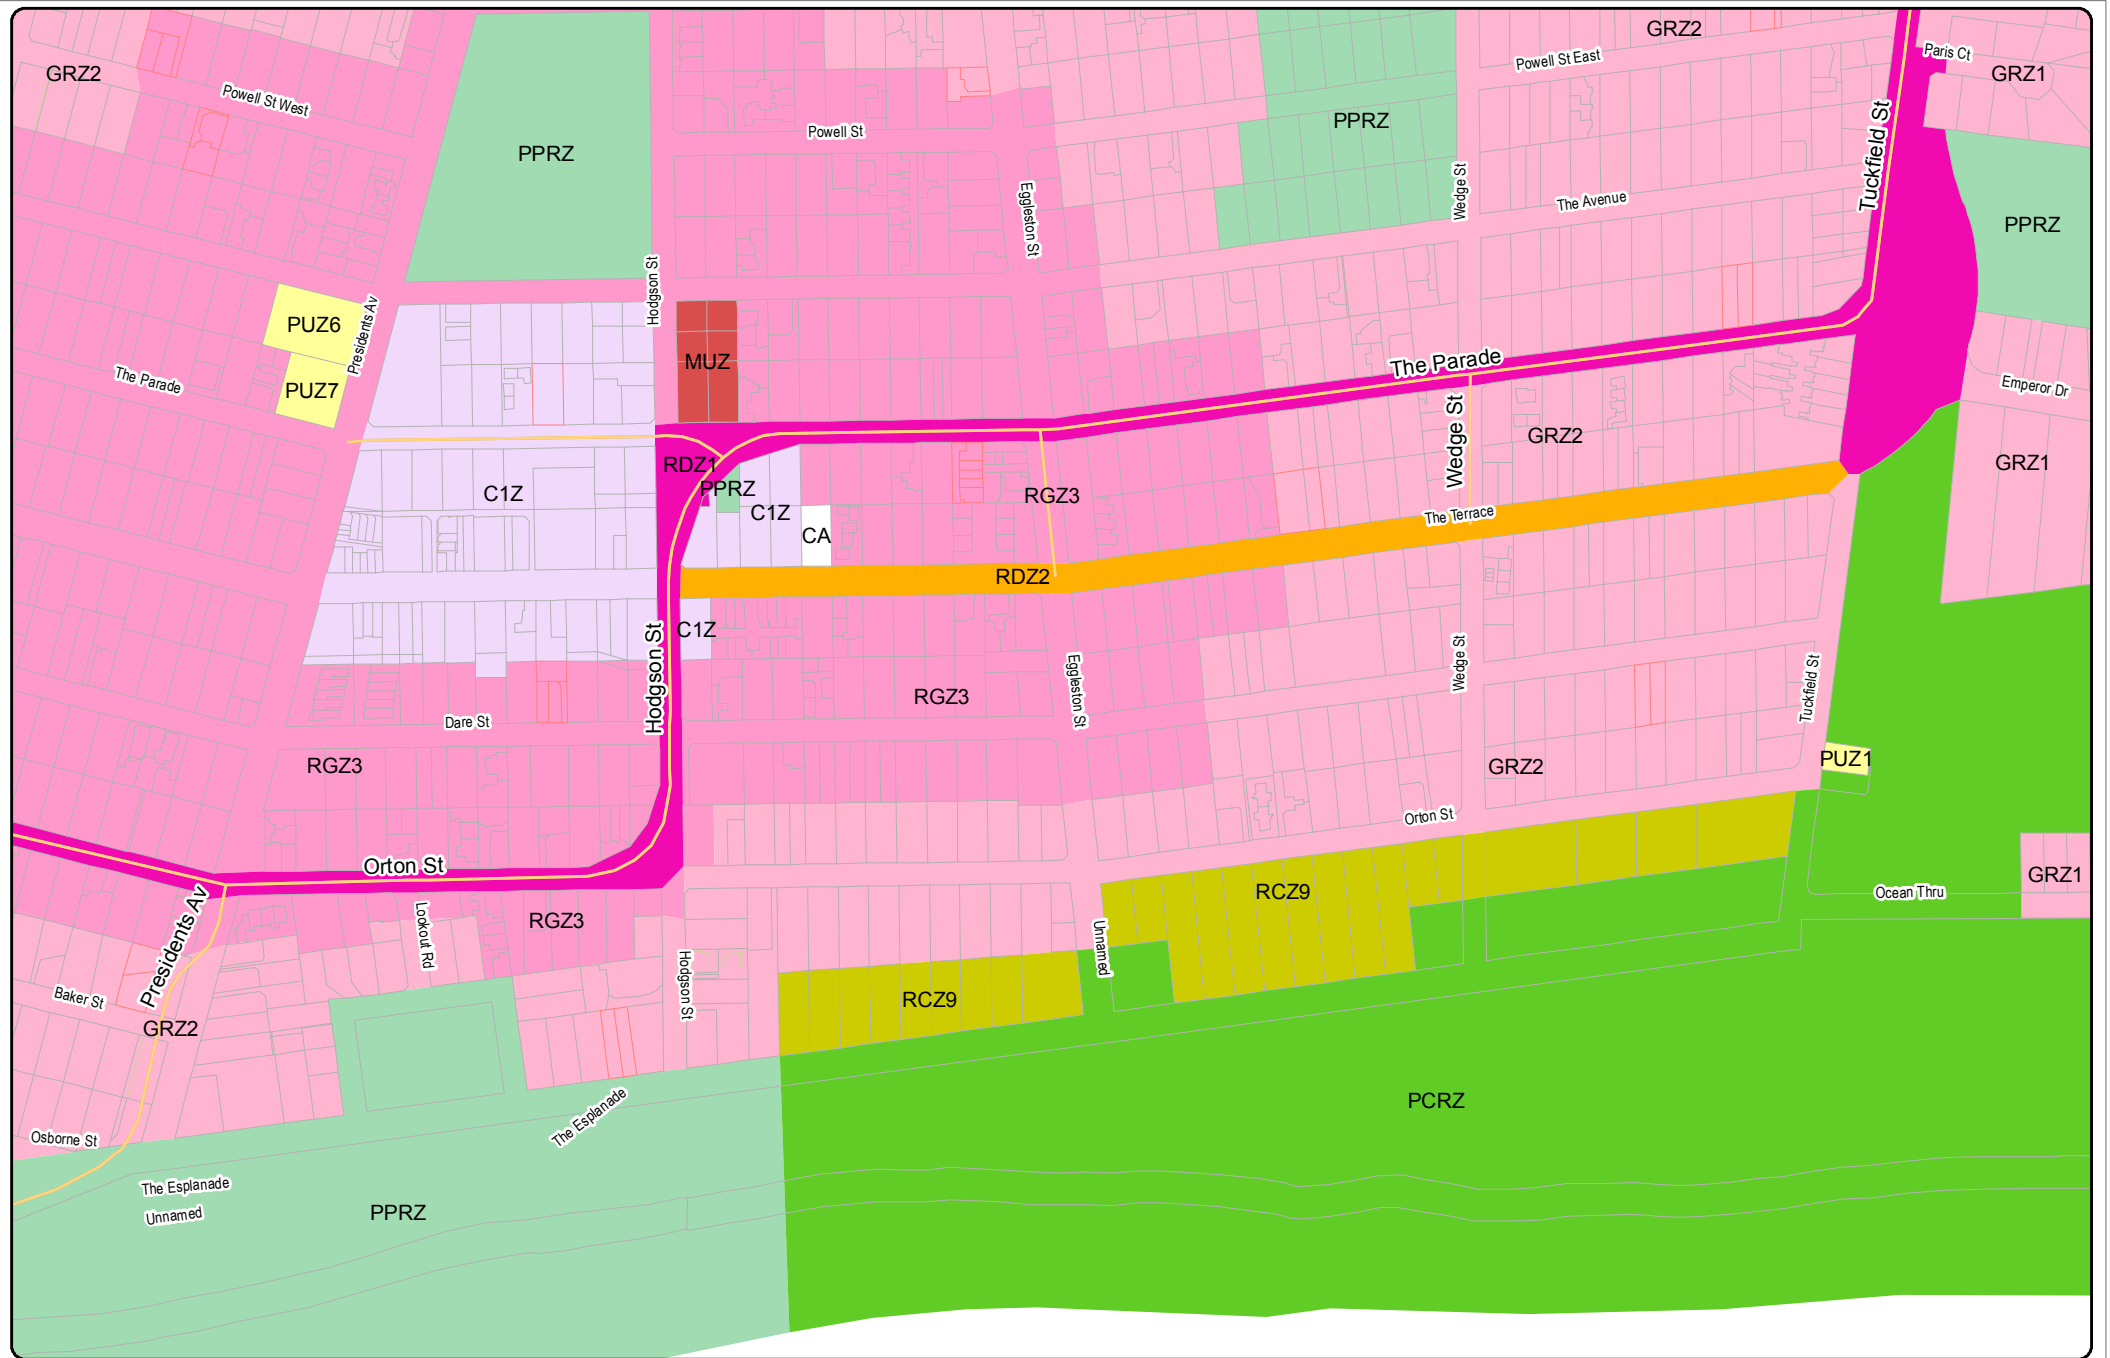 GRZ2
Paris Ct
Powell St East
GRZ2
GRZ1
Powell St West
PPRZ
Powell St
PPRZ
Tuckfield St
Eggleston St
Wedge St
The Avenue
PPRZ
Hodgson St
PUZ6
Presidents Av
MUZ
The Parade
The Parade
PUZ7
Emperor Dr
Wedge St
GRZ2
RDZ1
GRZ1
C1Z
PPRZ
RGZ3
C1Z
The Terrace
CA
RDZ2
C1Z
Hodgson St
Wedge St
Eggleston St
RGZ3
Tuckfield St
Dare St
RGZ3
GRZ2
PUZ1
Orton St
Orton St
GRZ1
RCZ9
Ocean Thru
Presidents Av
Lookout Rd
RGZ3
Unnamed
Hodgson St
Baker St
RCZ9
GRZ2
PCRZ
The Esplanade
Osborne St
The Esplanade
PPRZ
Unnamed